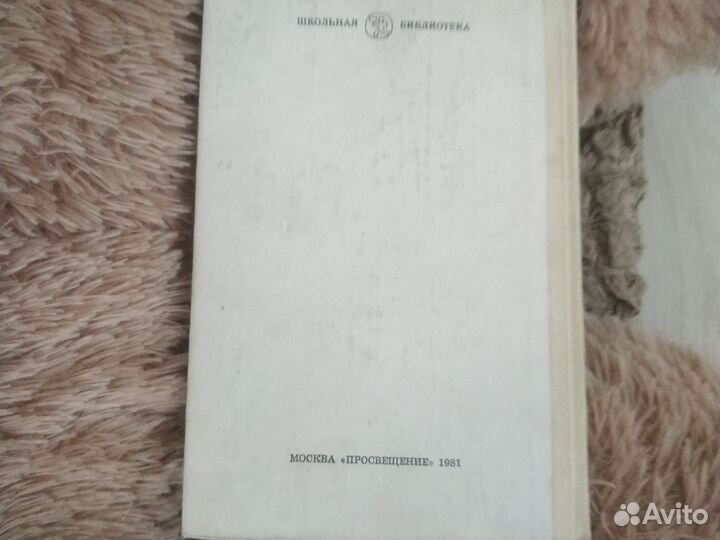 ШКОЛЬНАЯ БИБЛИОТЕКА
МОСКВА «ПРОСВЕЩЕНИЕ» 1981
Avito